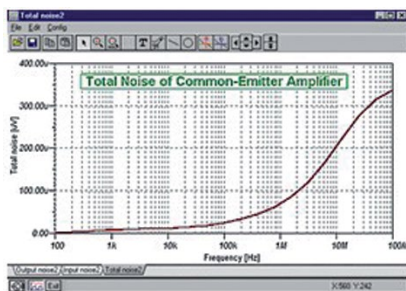 Total noise2
File Edit Config
Total Noise of Common-Emitter Amplifier
400.00u
300.00u
200.00u
100.00u
0.00
Total noise [uV]
100 1k 10k 100k 1M 10M 100M
Frequency [Hz]
Output noise2 Input noise2 Total noise2
Exit X:560 Y:242